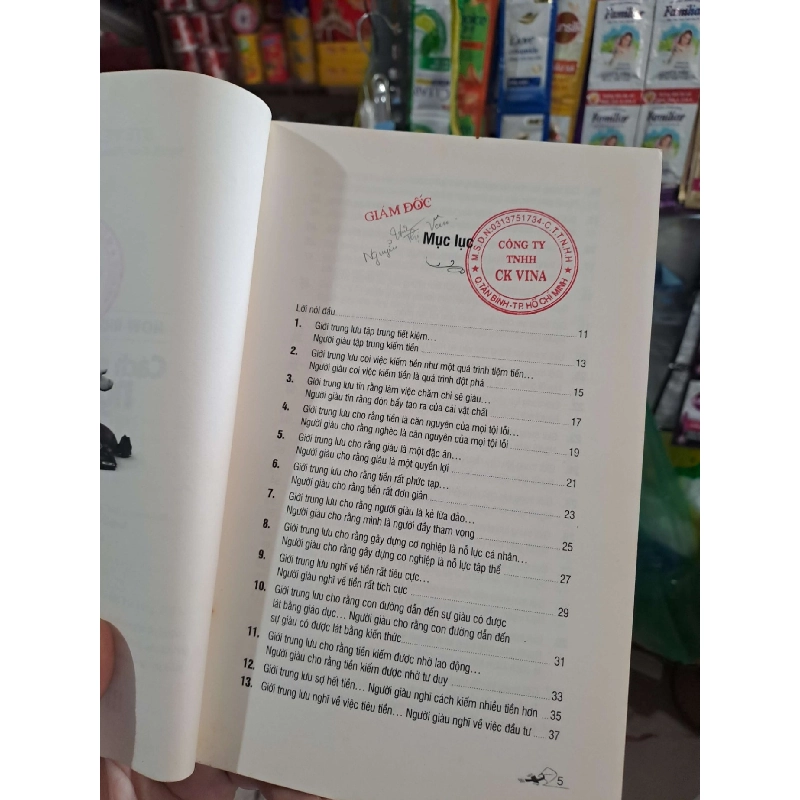 Familiar
Familiar
Familiar
Familiar
GIÁM ĐỐC
M.S.D.N:0313751734-C.T.T.N.H.H
CÔNG TY
TNHH
CK VINA
Q.TÂN BÌNH-T.P. HỒ CHÍ MINH
Mục lục
Lời nói đầu 11
1. Giới trung lưu tập trung tiết kiệm...
Người giàu tập trung kiếm tiền 13
2. Giới trung lưu coi việc kiếm tiền như một quá trình tiệm tiến...
Người giàu coi việc kiếm tiền là quá trình đột phá 15
3. Giới trung lưu tin rằng làm việc chăm chỉ sẽ giàu...
Người giàu tin rằng đòn bẩy tạo ra của cải vật chất 17
4. Giới trung lưu cho rằng tiền là căn nguyên của mọi tội lỗi...
Người giàu cho rằng nghèo là căn nguyên của mọi tội lỗi 19
5. Giới trung lưu cho rằng giàu là một đặc ân...
Người giàu cho rằng giàu là một quyền lợi 21
6. Giới trung lưu cho rằng tiền rất phức tạp...
Người giàu cho rằng tiền rất đơn giản 23
7. Giới trung lưu cho rằng người giàu là kẻ lừa đảo...
Người giàu cho rằng mình là người đầy tham vọng 25
8. Giới trung lưu cho rằng gây dựng cơ nghiệp là nỗ lực cá nhân...
Người giàu cho rằng gây dựng cơ nghiệp là nỗ lực tập thể 27
9. Giới trung lưu nghĩ về tiền rất tiêu cực...
Người giàu nghĩ về tiền rất tích cực 29
10. Giới trung lưu cho rằng con đường dẫn đến sự giàu có được
lát bằng giáo dục... Người giàu cho rằng con đường dẫn đến
sự giàu có được lát bằng kiến thức 31
11. Giới trung lưu cho rằng tiền kiếm được nhờ lao động...
Người giàu cho rằng tiền kiếm được nhờ tư duy 33
12. Giới trung lưu sợ hết tiền... Người giàu nghĩ cách kiếm nhiều tiền hơn 35
13. Giới trung lưu nghĩ về việc tiêu tiền... Người giàu nghĩ về việc đầu tư 37
5